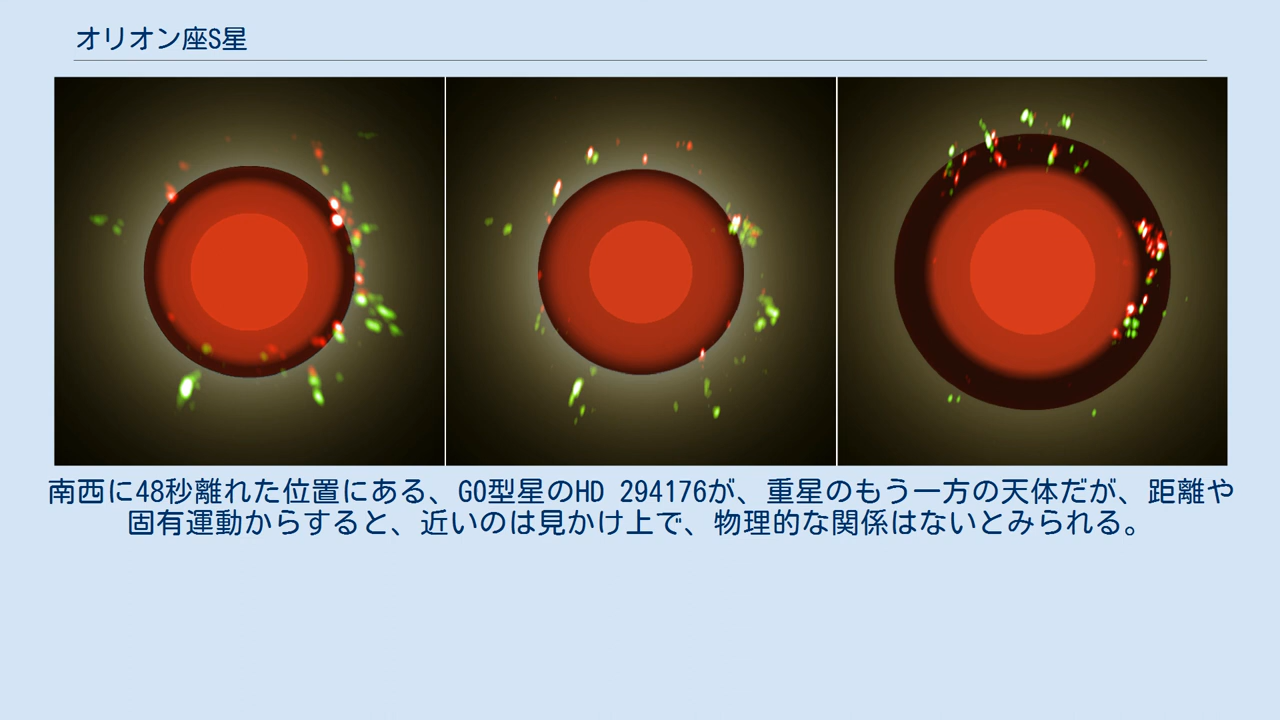 オリオン座S星
南西に48秒離れた位置にある、G0型星のHD 294176が、重星のもう一方の天体だが、距離や
固有運動からすると、近いのは見かけ上で、物理的な関係はないとみられる。